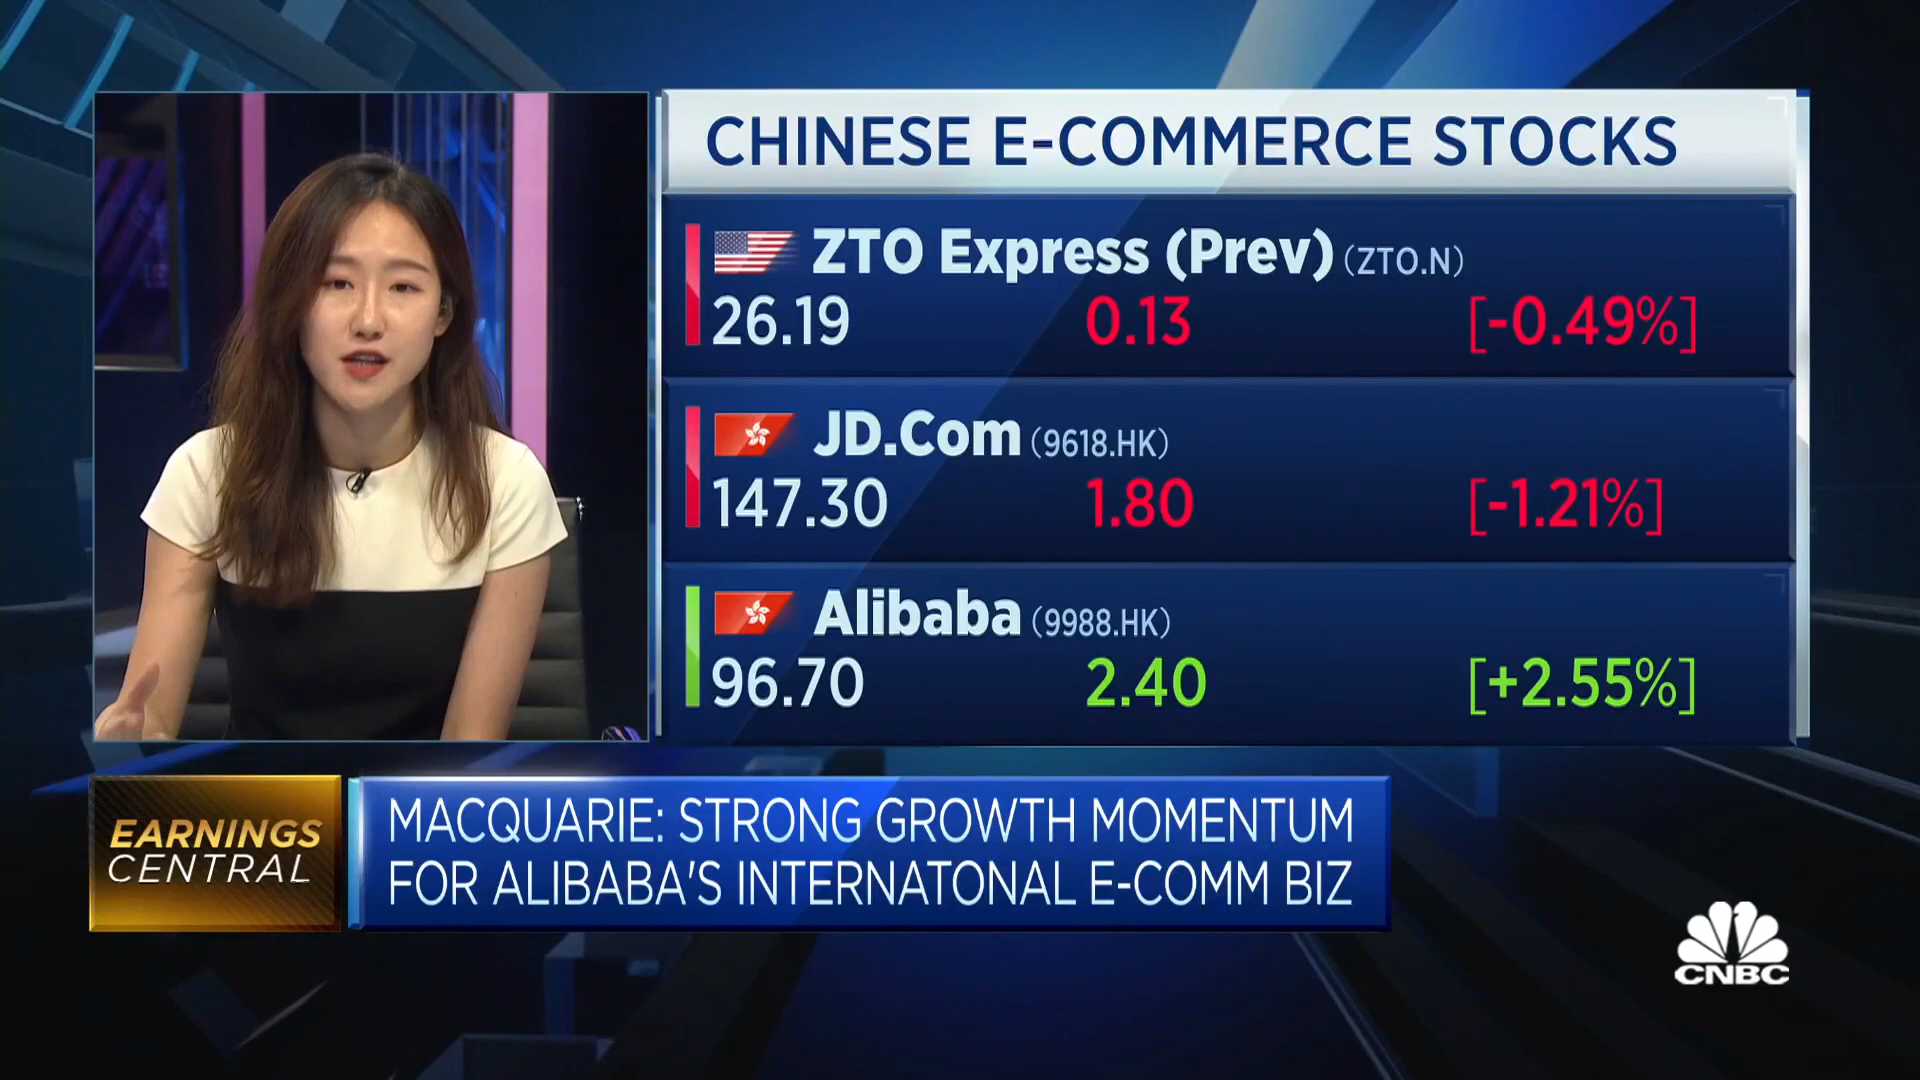 CHINESE E-COMMERCE STOCKS
ZTO Express (Prev) (ZTO.N)
26.19 0.13 [-0.49%]
JD.Com (9618.HK)
147.30 1.80 [-1.21%]
Alibaba (9988.HK)
96.70 2.40 [+2.55%]
EARNINGS
CENTRAL
MACQUARIE: STRONG GROWTH MOMENTUM
FOR ALIBABA'S INTERNATONAL E-COMM BIZ
CNBC